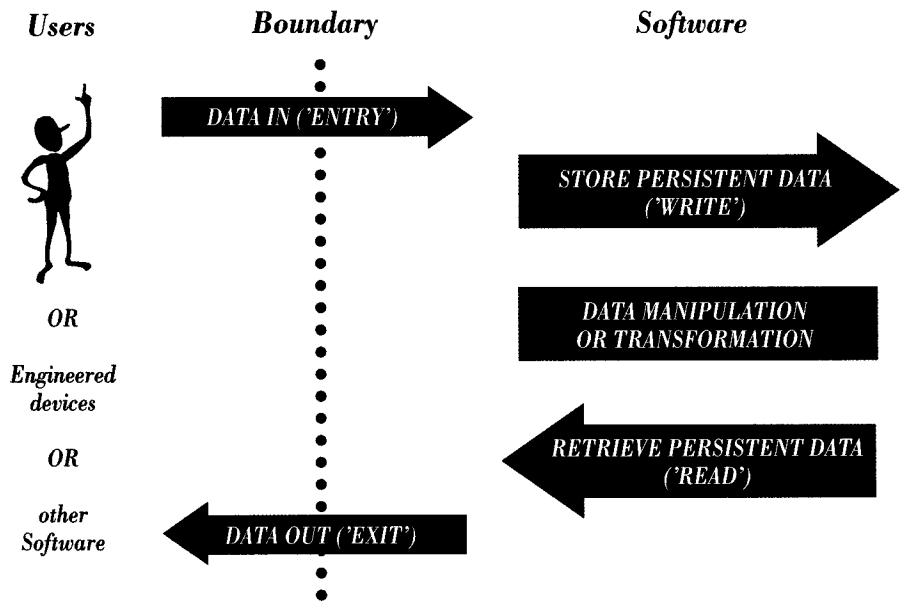 Users
Boundary
Software
DATA IN ('ENTRY')
STORE PERSISTENT DATA
('WRITE')
DATA MANIPULATION
OR TRANSFORMATION
RETRIEVE PERSISTENT DATA
('READ')
DATA OUT ('EXIT')
OR
Engineered
devices
OR
other
Software